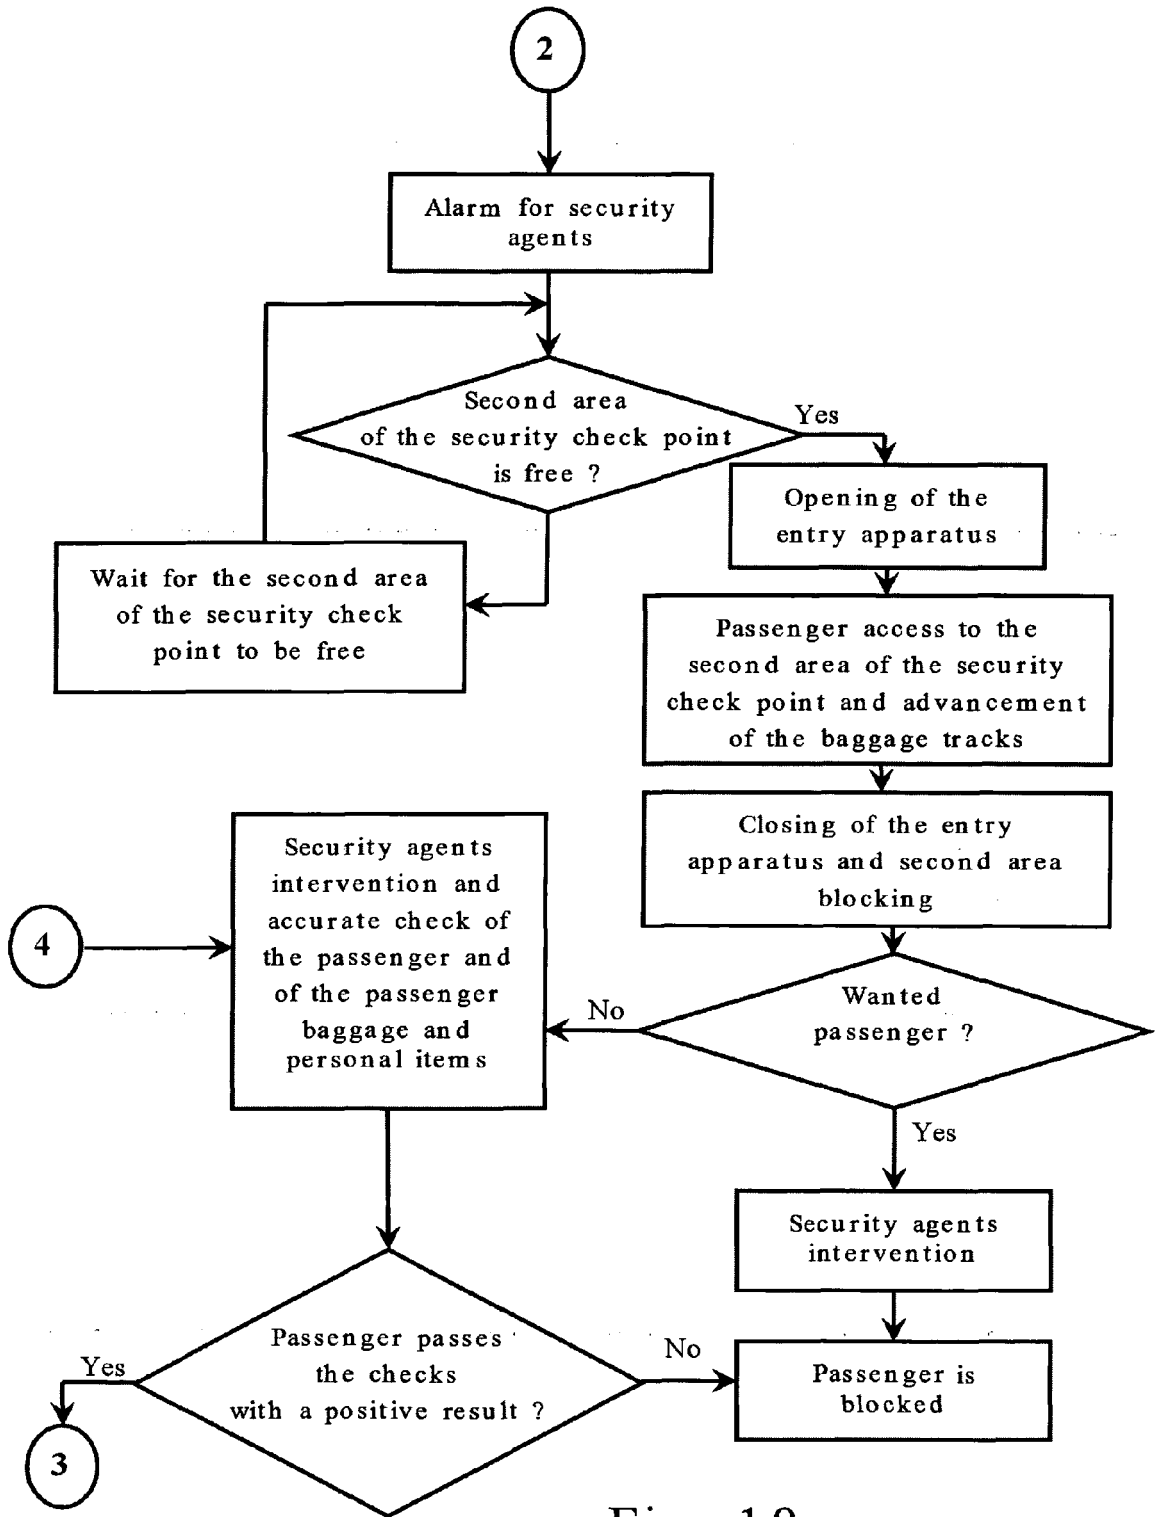 2
Alarm for security
agents
Second area
of the security check point
is free ?
Yes
Opening of the
entry apparatus
Wait for the second area
of the security check
point to be free
Passenger access to the
second area of the security
check point and advancement
of the baggage tracks
Closing of the entry
apparatus and second area
blocking
Security agents
intervention and
accurate check of
the passenger and
of the passenger
baggage and
personal items
4
No
Wanted
passenger ?
Yes
Security agents
intervention
Passenger passes
the checks
with a positive result ?
Yes
No
Passenger is
blocked
3